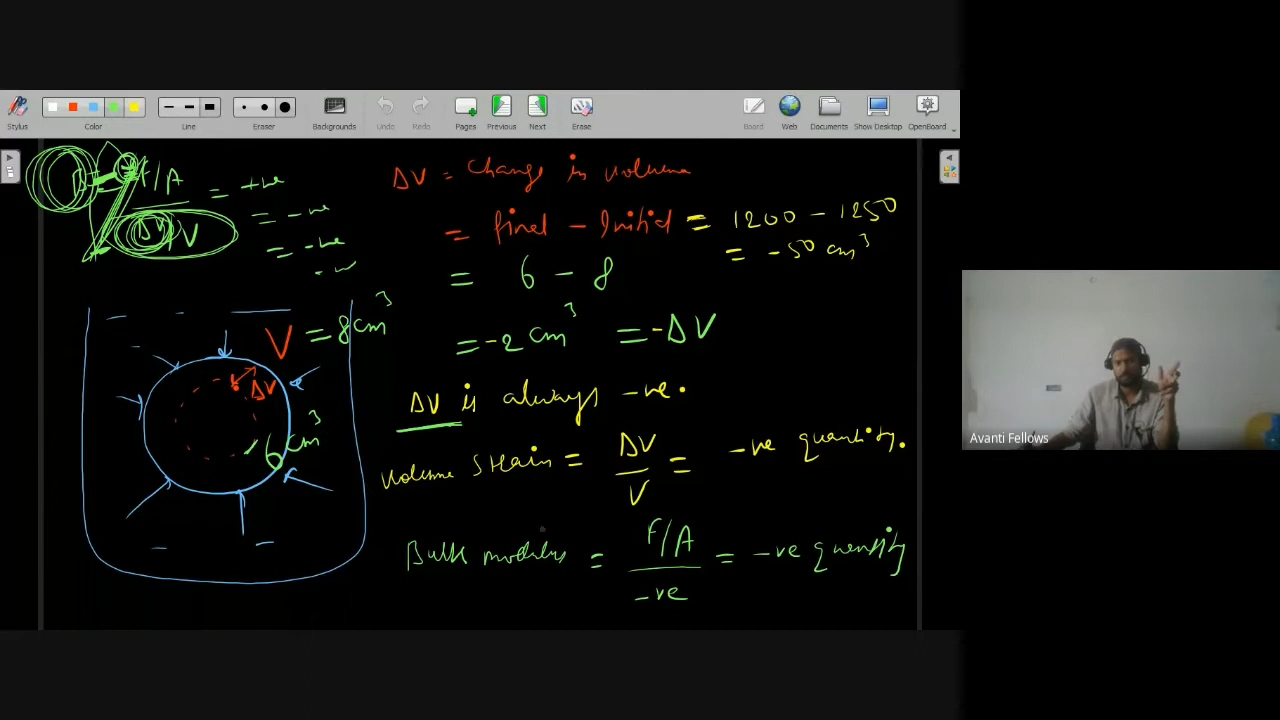 Stylus
Color
Line
Eraser
Backgrounds
Undo
Redo
Pages
Previous
Next
Erase
Board
Web
Documents
Show Desktop
OpenBoard
F/A = +ve
ΔV/V = -ve
= -ve
-ve
ΔV = Change in volume
= final - Initial = 1200 - 1250
= -50 cm³
= 6 - 8
= -2 cm³ = -ΔV
V = 8 cm³
ΔV
6 cm³
ΔV is always -ve.
Volume Strain = ΔV/V = -ve quantity.
Bulk modulus = F/A / -ve = -ve quantity
Avanti Fellows